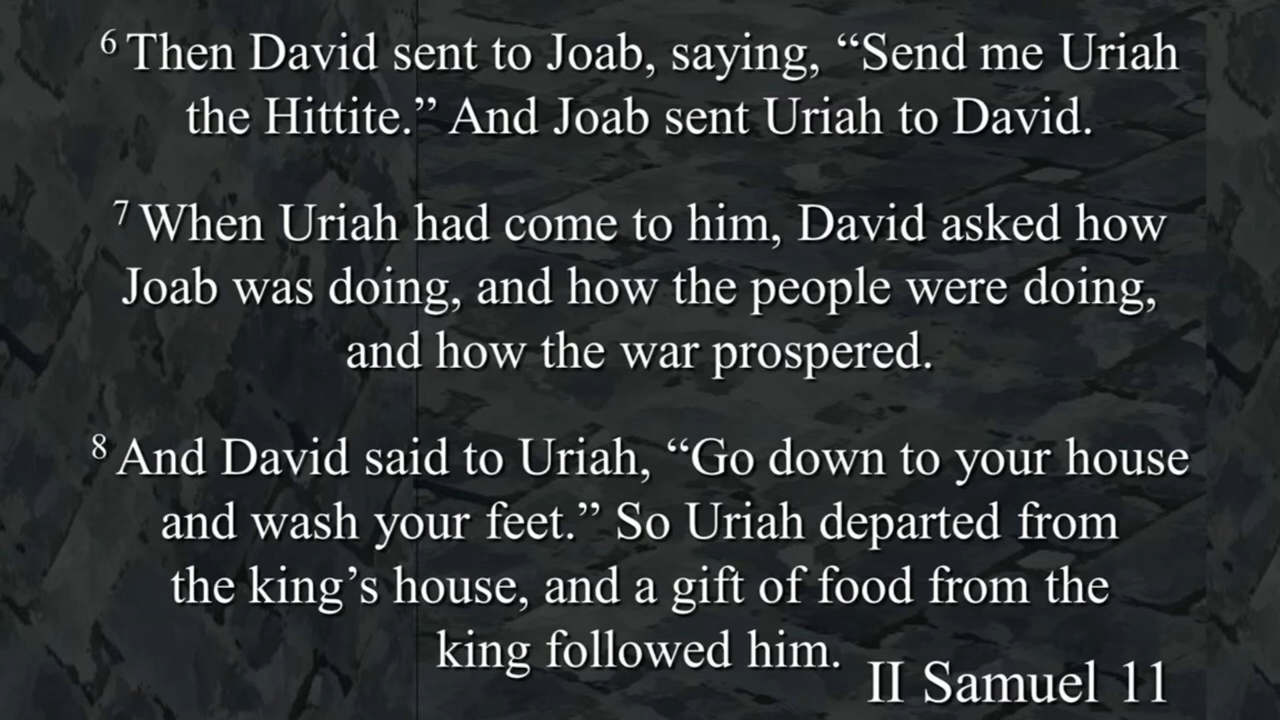 6 Then David sent to Joab, saying, “Send me Uriah
the Hittite.” And Joab sent Uriah to David.
7 When Uriah had come to him, David asked how
Joab was doing, and how the people were doing,
and how the war prospered.
8 And David said to Uriah, “Go down to your house
and wash your feet.” So Uriah departed from
the king’s house, and a gift of food from the
king followed him.
II Samuel 11